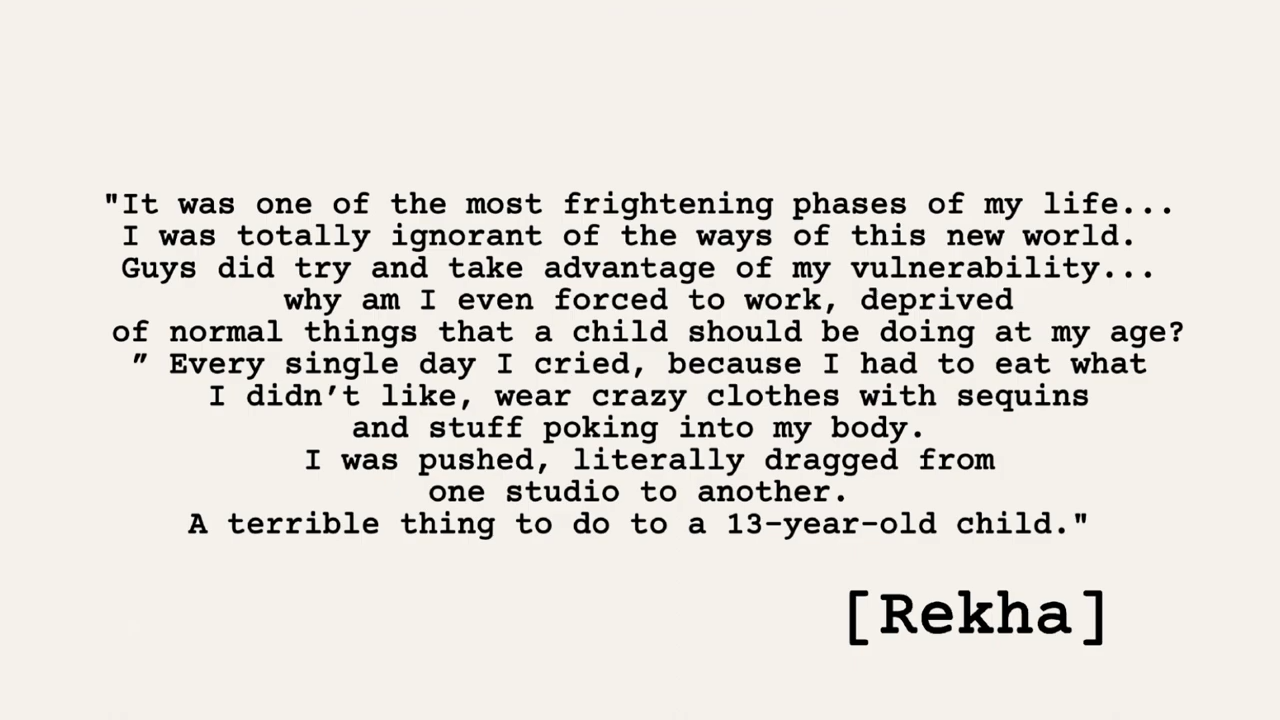 "It was one of the most frightening phases of my life...
I was totally ignorant of the ways of this new world.
Guys did try and take advantage of my vulnerability...
why am I even forced to work, deprived
of normal things that a child should be doing at my age?
” Every single day I cried, because I had to eat what
I didn’t like, wear crazy clothes with sequins
and stuff poking into my body.
I was pushed, literally dragged from
one studio to another.
A terrible thing to do to a 13-year-old child."
[Rekha]